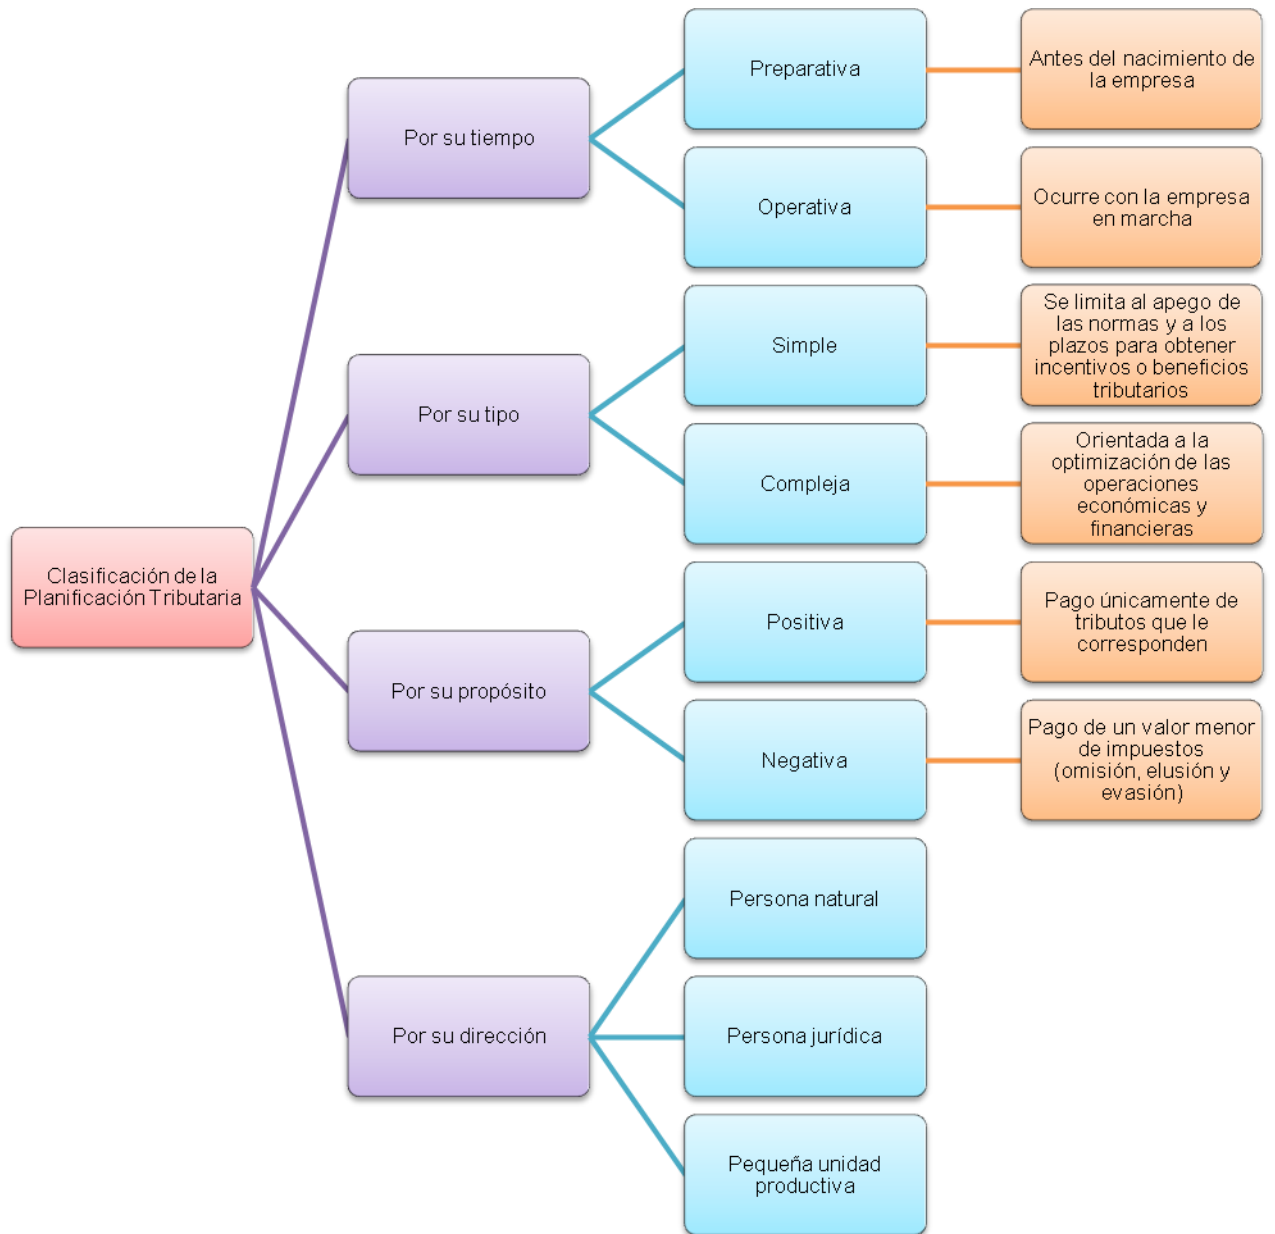 Clasificación de la
Planificación Tributaria
Por su tiempo
Preparativa
Antes del nacimiento de
la empresa
Operativa
Ocurre con la empresa
en marcha
Por su tipo
Simple
Se limita al apego de
las normas y a los
plazos para obtener
incentivos o beneficios
tributarios
Compleja
Orientada a la
optimización de las
operaciones
económicas y
financieras
Por su propósito
Positiva
Pago únicamente de
tributos que le
corresponden
Negativa
Pago de un valor menor
de impuestos
(omisión, elusión y
evasión)
Por su dirección
Persona natural
Persona jurídica
Pequeña unidad
productiva